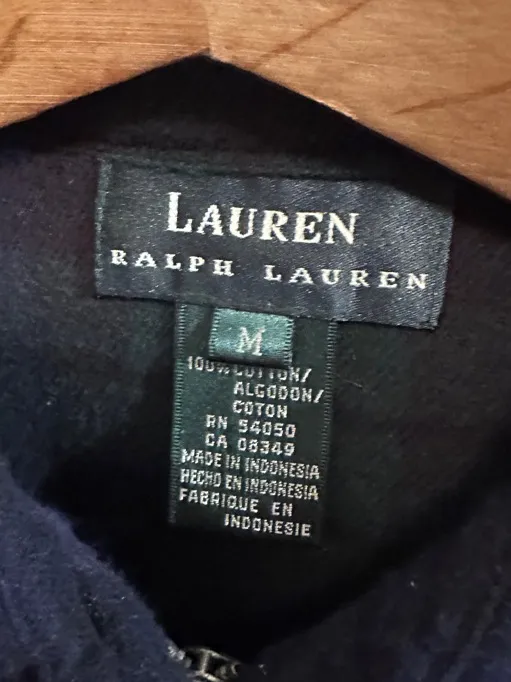 LAUREN
RALPH LAUREN
M
100% COTTON/
ALGODON/
COTON
RN 54050
CA 08349
MADE IN INDONESIA
HECHO EN INDONESIA
FABRIQUE EN
INDONESIE